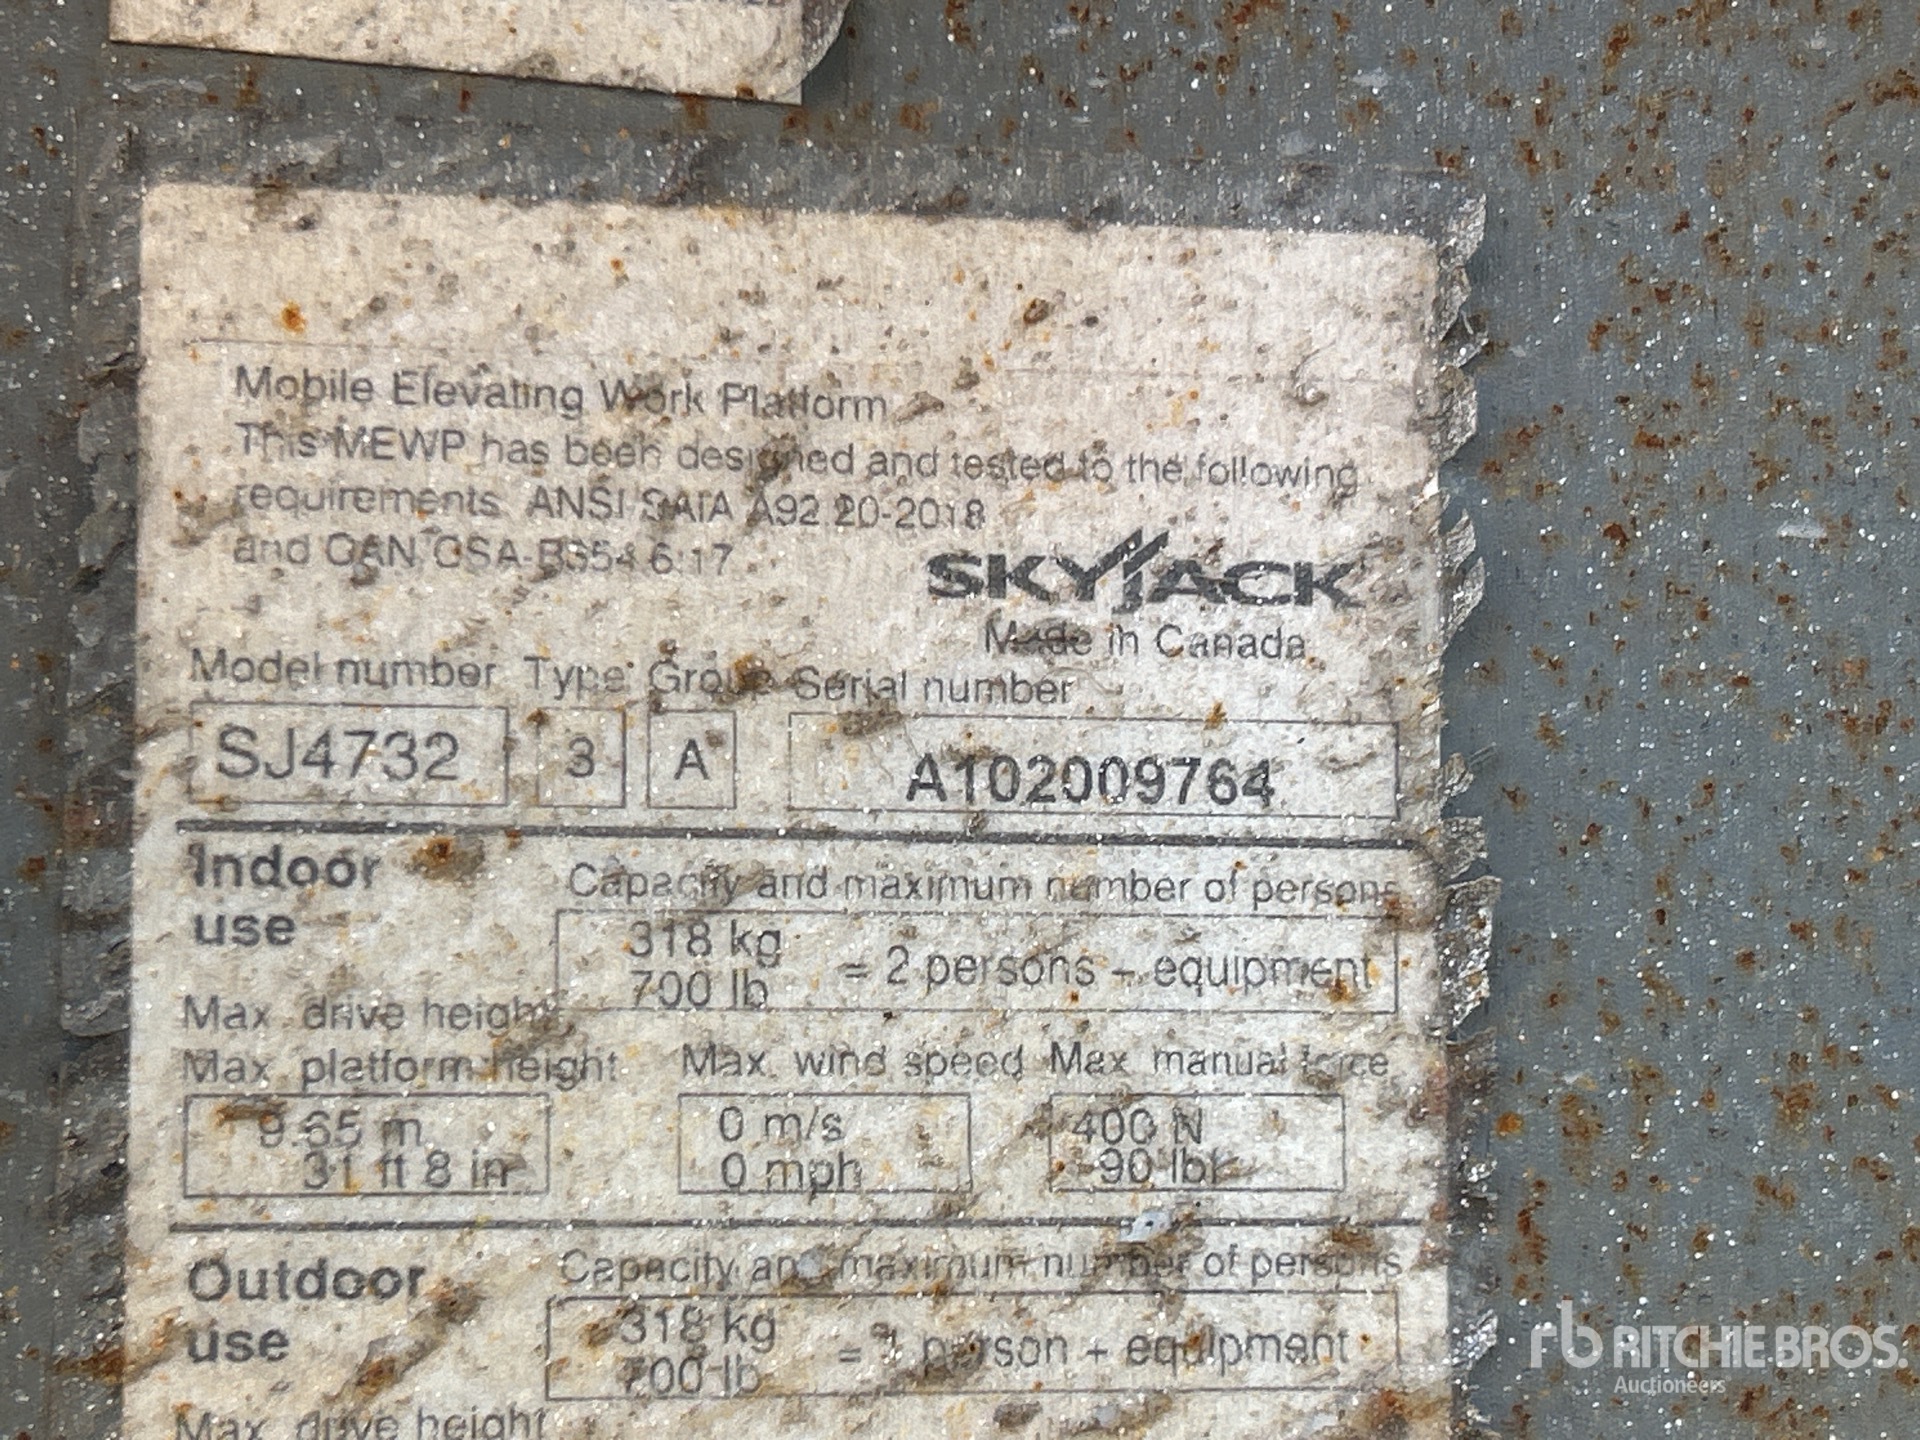 Mobile Elevating Work Platform
This MEWP has been designed and tested to the following
requirements ANSI SAIA A92.20-2018
and CAN CSA-B354.6:17
SKYJACK
Made in Canada
Model number Type Group Serial number
SJ4732 3 A A102009764
Indoor use
Capacity and maximum number of persons
318 kg
700 lb
= 2 persons + equipment
Max. drive height
Max. platform height Max. wind speed Max. manual force
9.65 m 0 m/s 400 N
31 ft 8 in 0 mph 90 lbf
Outdoor use
Capacity and maximum number of persons
318 kg
700 lb
= 1 person + equipment
Max. drive height
rb RITCHIE BROS.
Auctioneers